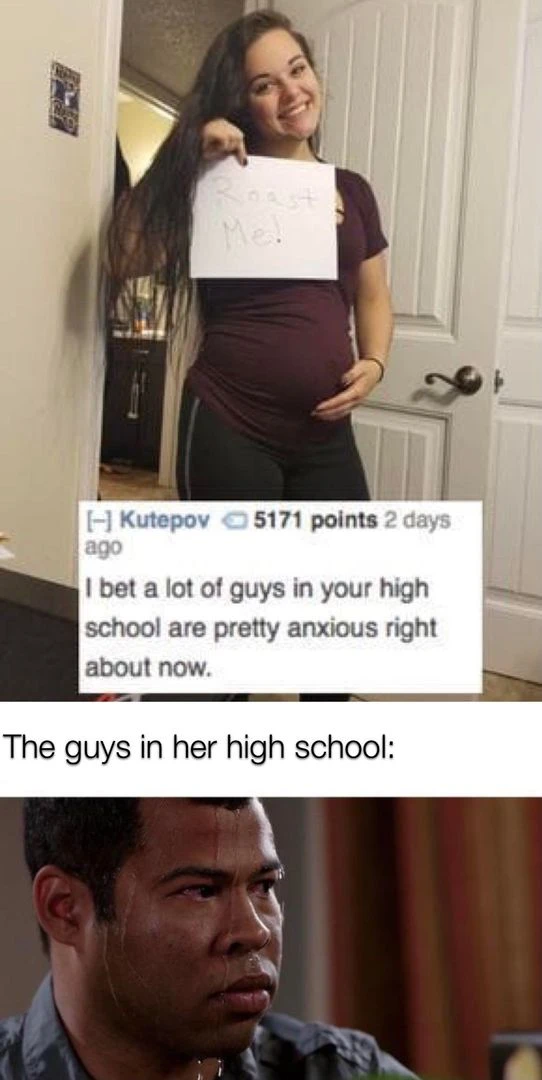 Roast
Me!
[-] Kutepov 5171 points 2 days
ago
I bet a lot of guys in your high
school are pretty anxious right
about now.
The guys in her high school: